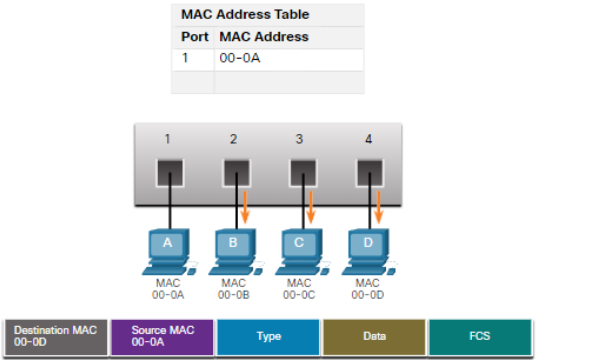 MAC Address Table
Port MAC Address
1 00-0A
1 2 3 4
A B C D
MAC MAC MAC MAC
00-0A 00-0B 00-0C 00-0D
Destination MAC Source MAC Type Data FCS
00-0D 00-0A